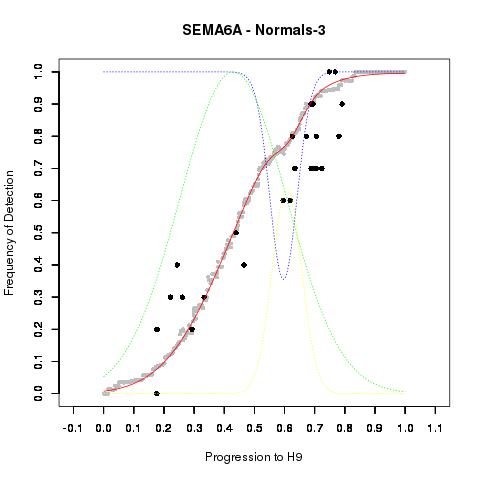 SEMA6A - Normals-3
1.0
0.9
0.8
0.7
0.6
0.5
0.4
0.3
0.2
0.1
0.0
Frequency of Detection
-0.1 0.0 0.1 0.2 0.3 0.4 0.5 0.6 0.7 0.8 0.9 1.0 1.1
Progression to H9